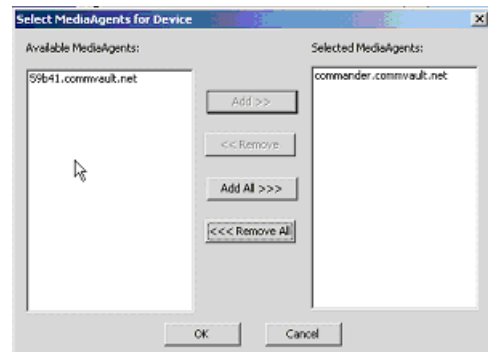 Select MediaAgents for Device
Available MediaAgents:
Selected MediaAgents:
59b41.commvault.net
commander.commvault.net
Add >>
<< Remove
Add All >>>
<<< Remove All
OK
Cancel